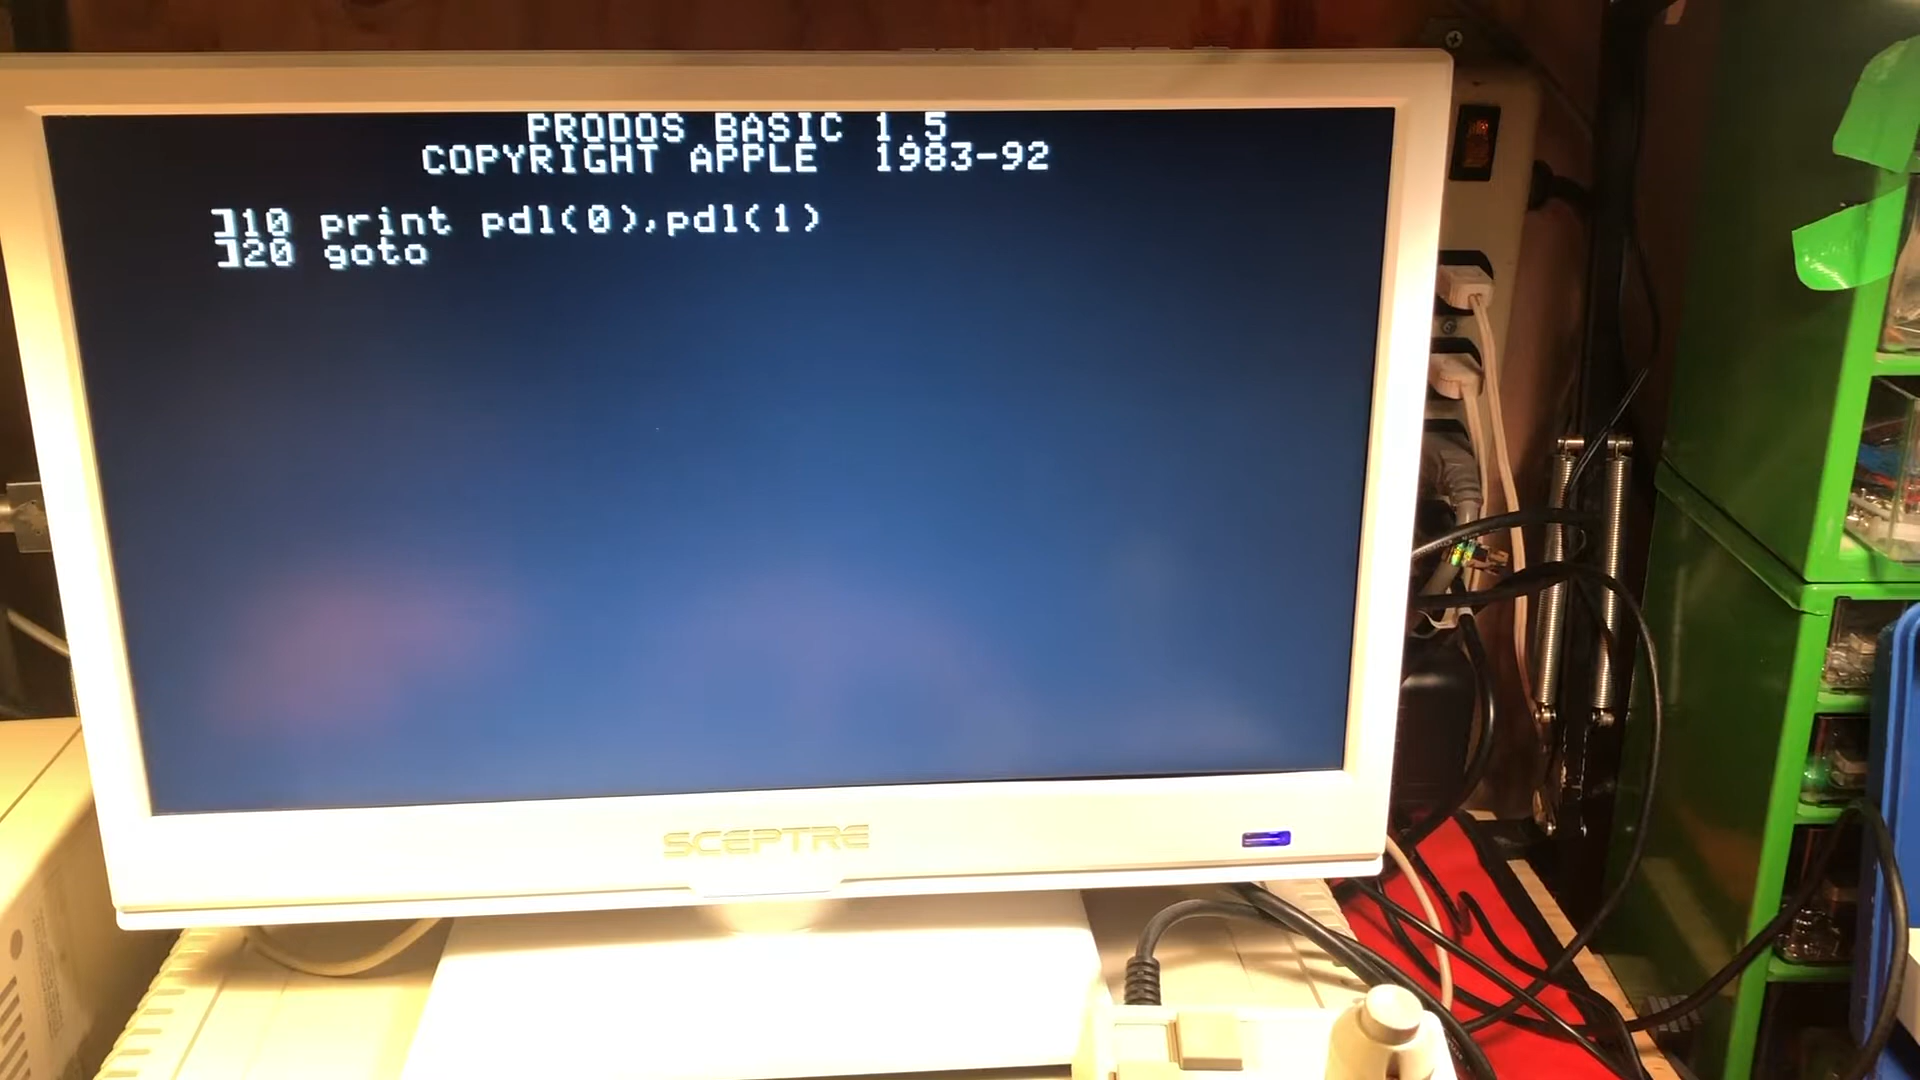 PRODOS BASIC 1.5
COPYRIGHT APPLE 1983-92
]10 print pdl(0),pdl(1)
]20 goto
SCEPTRE